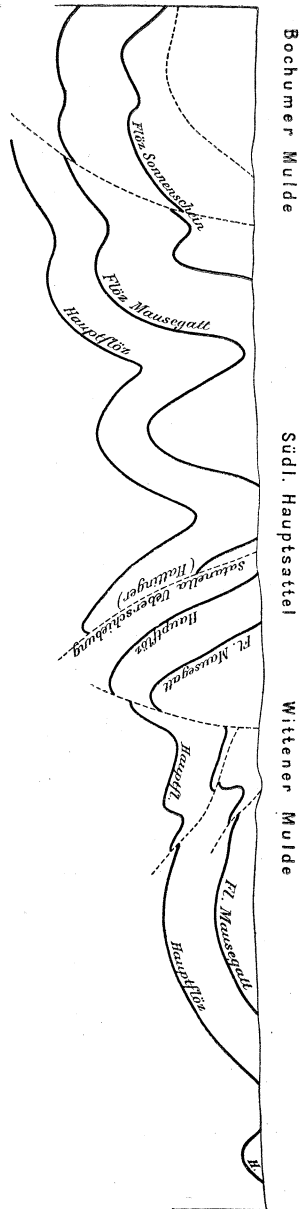 Bochumer Mulde
Südl. Hauptsattel
Wittener Mulde
Flöz Sonnenschein
Flöz Mausegatt
Hauptflöz
Satanella Ueberschiebung
(Hattinger)
Hauptflöz
Fl. Mausegatt
Hauptfl.
Fl. Mausegatt
Hauptflöz
H.